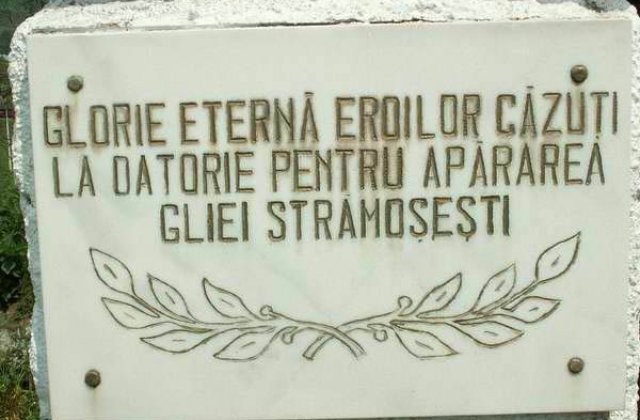 GLORIE ETERNĂ EROILOR CĂZUȚI
LA DATORIE PENTRU APĂRAREA
GLIEI STRĂMOȘEȘTI